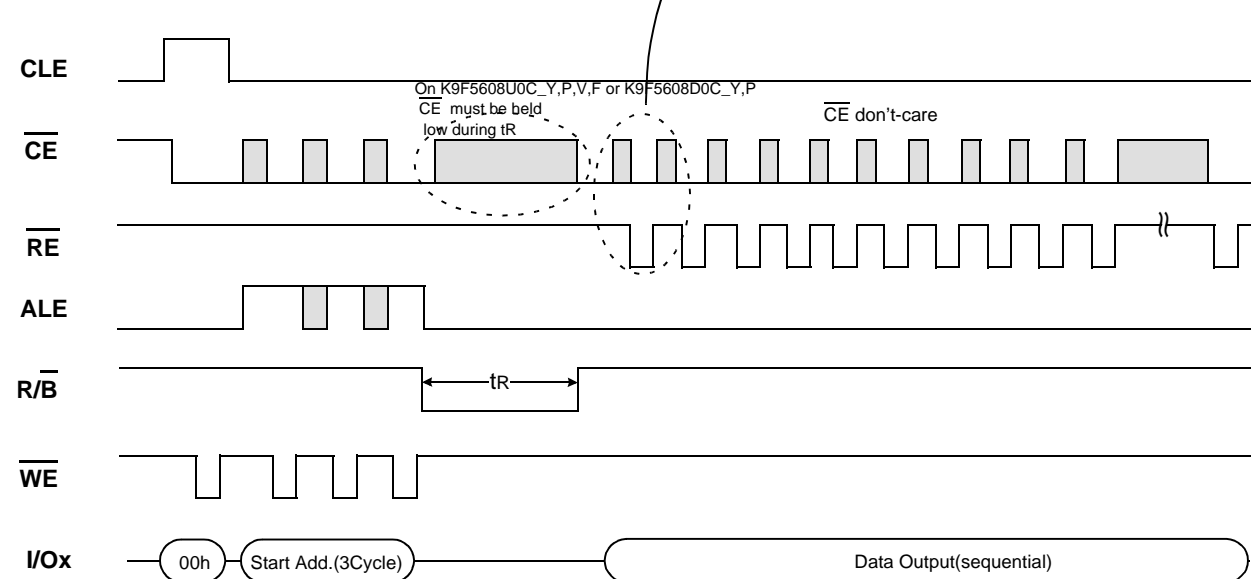 CLE
On K9F5608U0C_Y,P,V,F or K9F5608D0C_Y,P
CE must be held
low during tR
CE don't-care
CE
RE
ALE
R/B
tR
WE
I/Ox
00h
Start Add.(3Cycle)
Data Output(sequential)